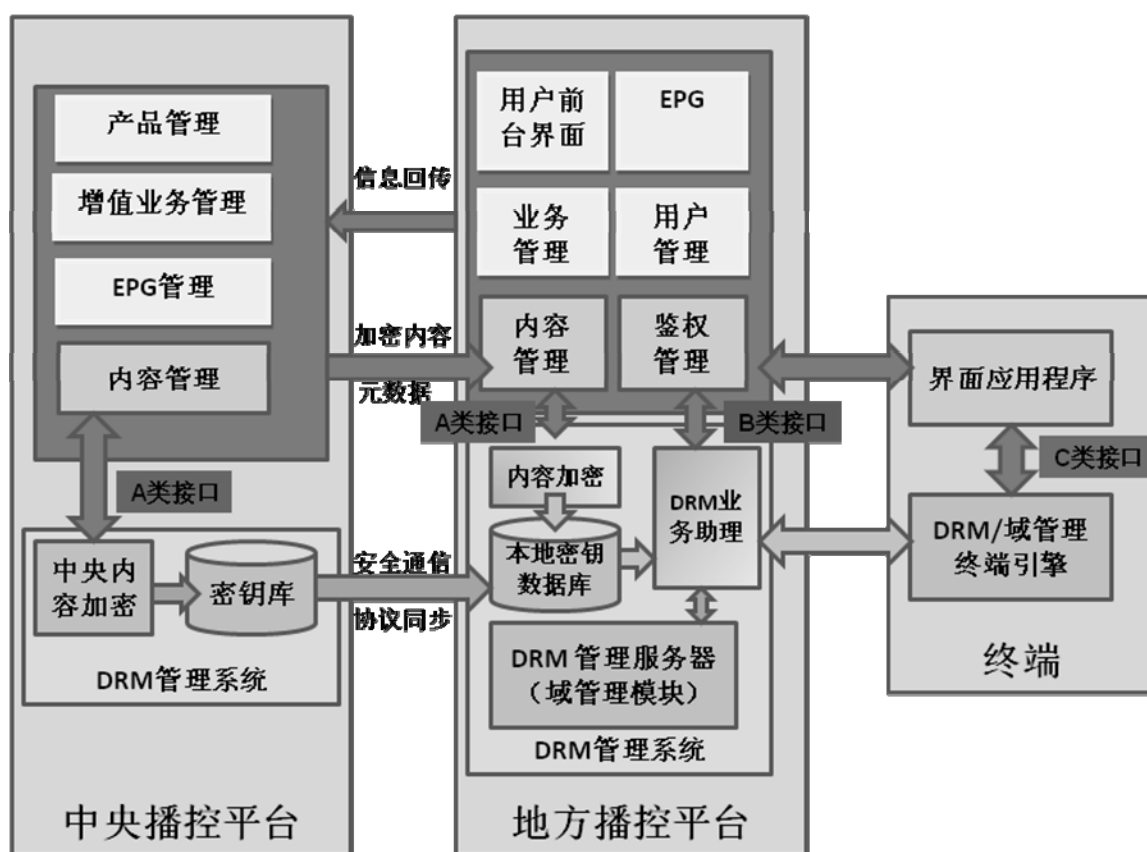 产品管理
增值业务管理
EPG管理
内容管理
A类接口
中央内
容加密
密钥库
DRM管理系统
中央播控平台
信息回传
加密内容
元数据
安全通信
协议同步
用户前
台界面
EPG
业务
管理
用户
管理
内容
管理
鉴权
管理
A类接口
B类接口
内容加密
本地密钥
数据库
DRM业
务助理
DRM 管理服务器
（域管理模块）
DRM管理系统
地方播控平台
界面应用程序
C类接口
DRM/域管理
终端引擎
终端